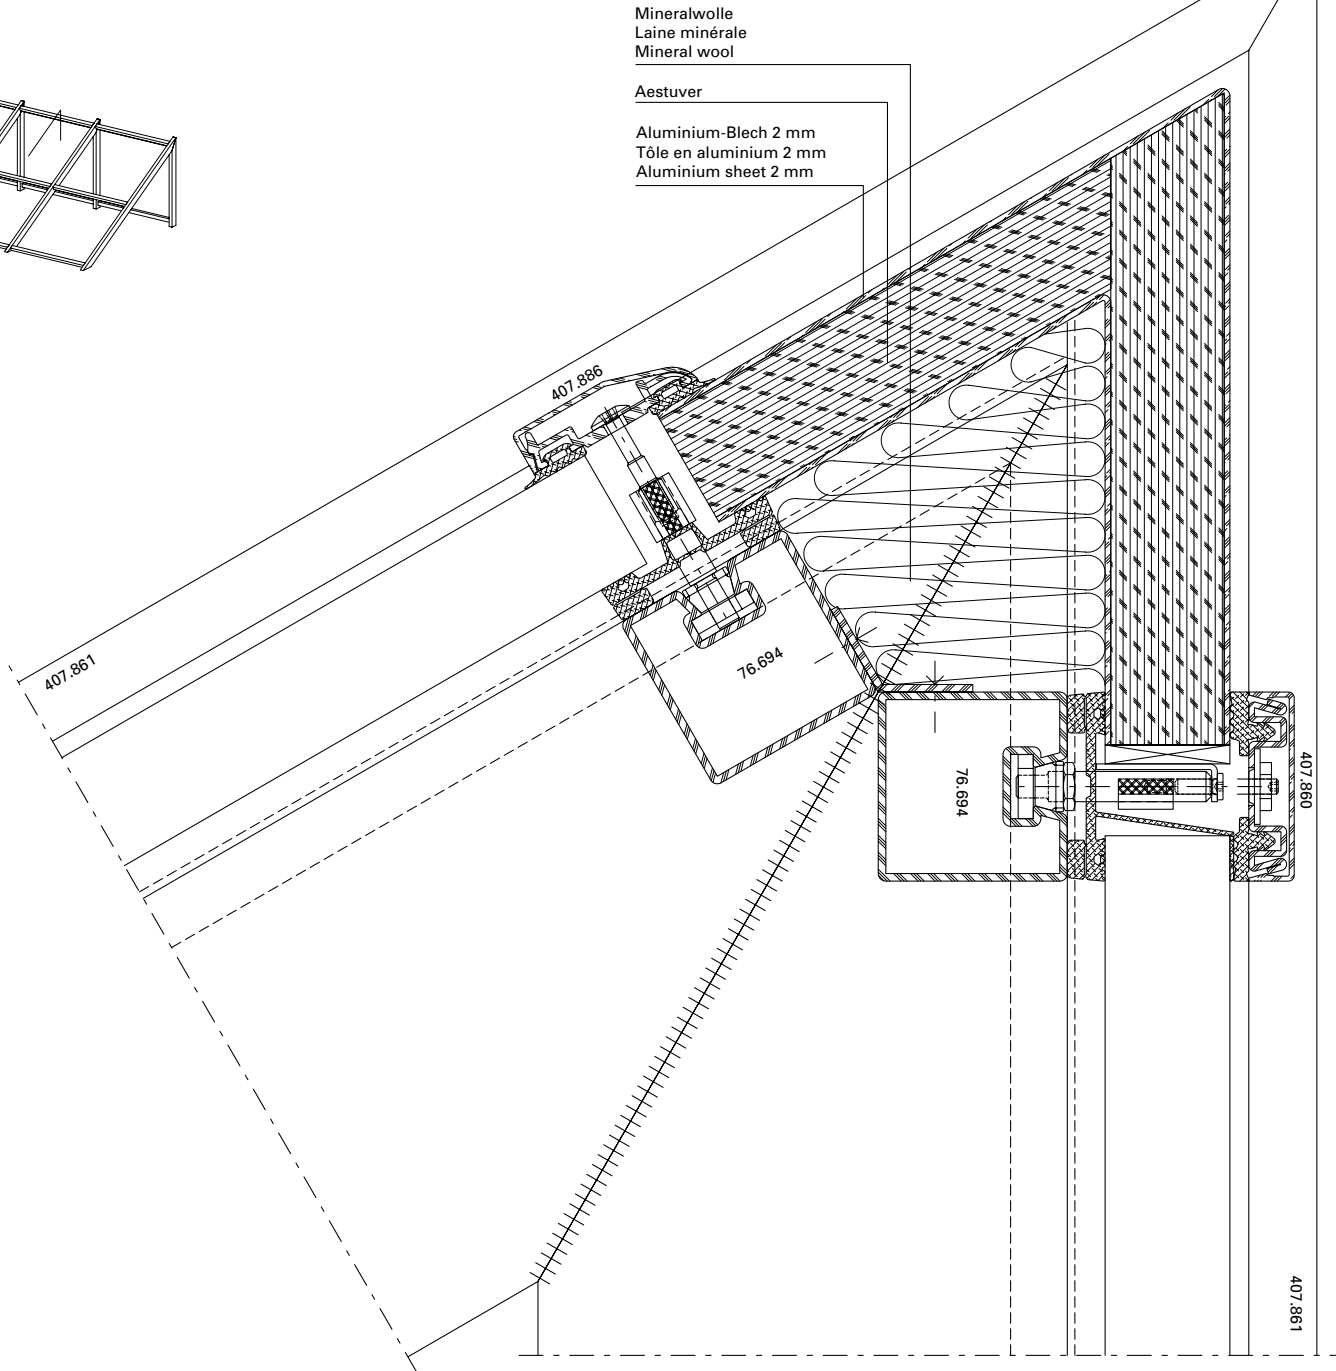 Mineralwolle
Laine minérale
Mineral wool
Aestuver
Aluminium-Blech 2 mm
Tôle en aluminium 2 mm
Aluminium sheet 2 mm
407.886
407.861
76.694
76.694
407.860
407.861